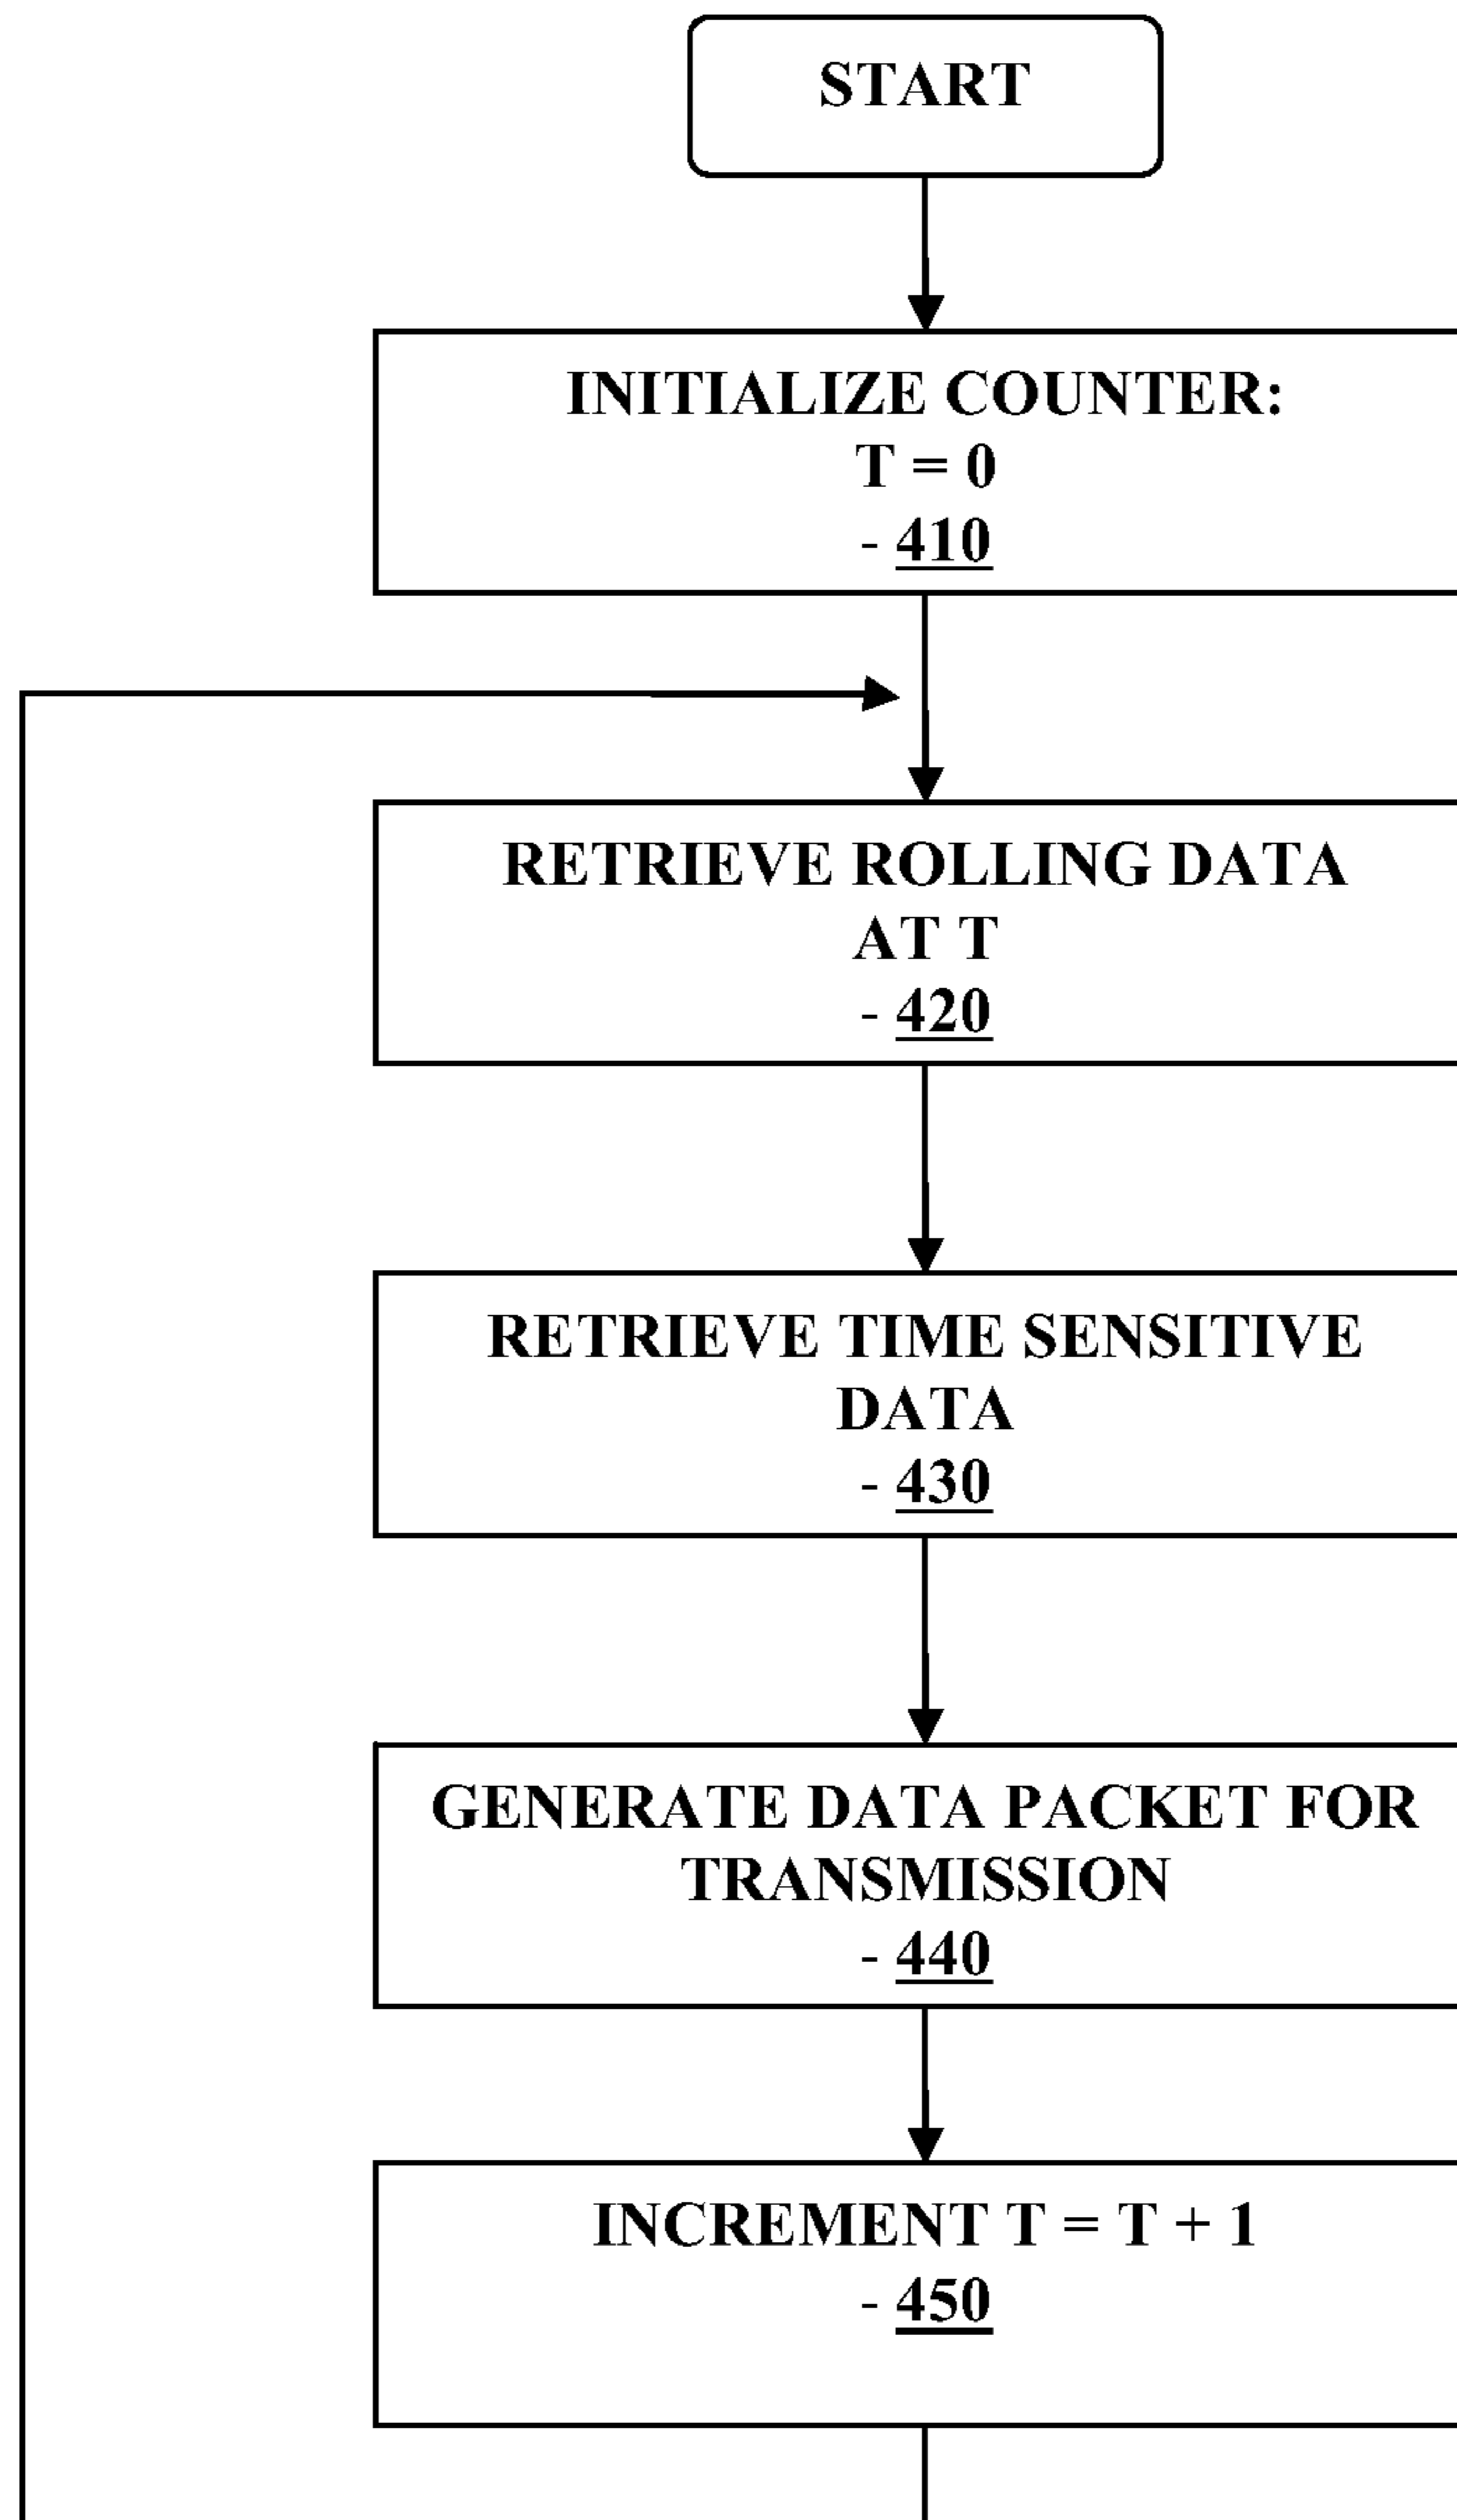 START
INITIALIZE COUNTER:
T = 0
- 410
RETRIEVE ROLLING DATA
AT T
- 420
RETRIEVE TIME SENSITIVE
DATA
- 430
GENERATE DATA PACKET FOR
TRANSMISSION
- 440
INCREMENT T = T + 1
- 450